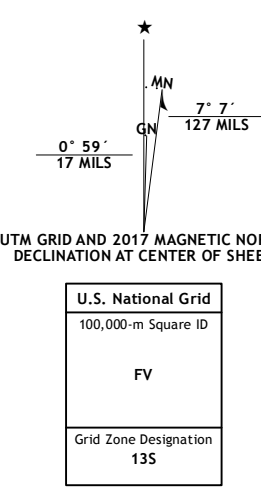 ★
MN
7° 7´
127 MILS
GN
0° 59´
17 MILS
UTM GRID AND 2017 MAGNETIC NO
DECLINATION AT CENTER OF SHEE
U.S. National Grid
100,000-m Square ID
FV
Grid Zone Designation
13S